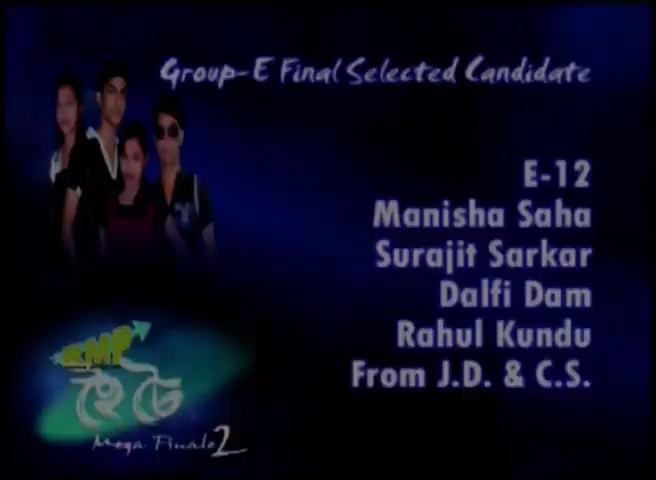 Group-E Final Selected Candidate
E-12
Manisha Saha
Surajit Sarkar
Dalfi Dam
Rahul Kundu
From J.D. & C.S.
হৈ চৈ
Mega Finale 2